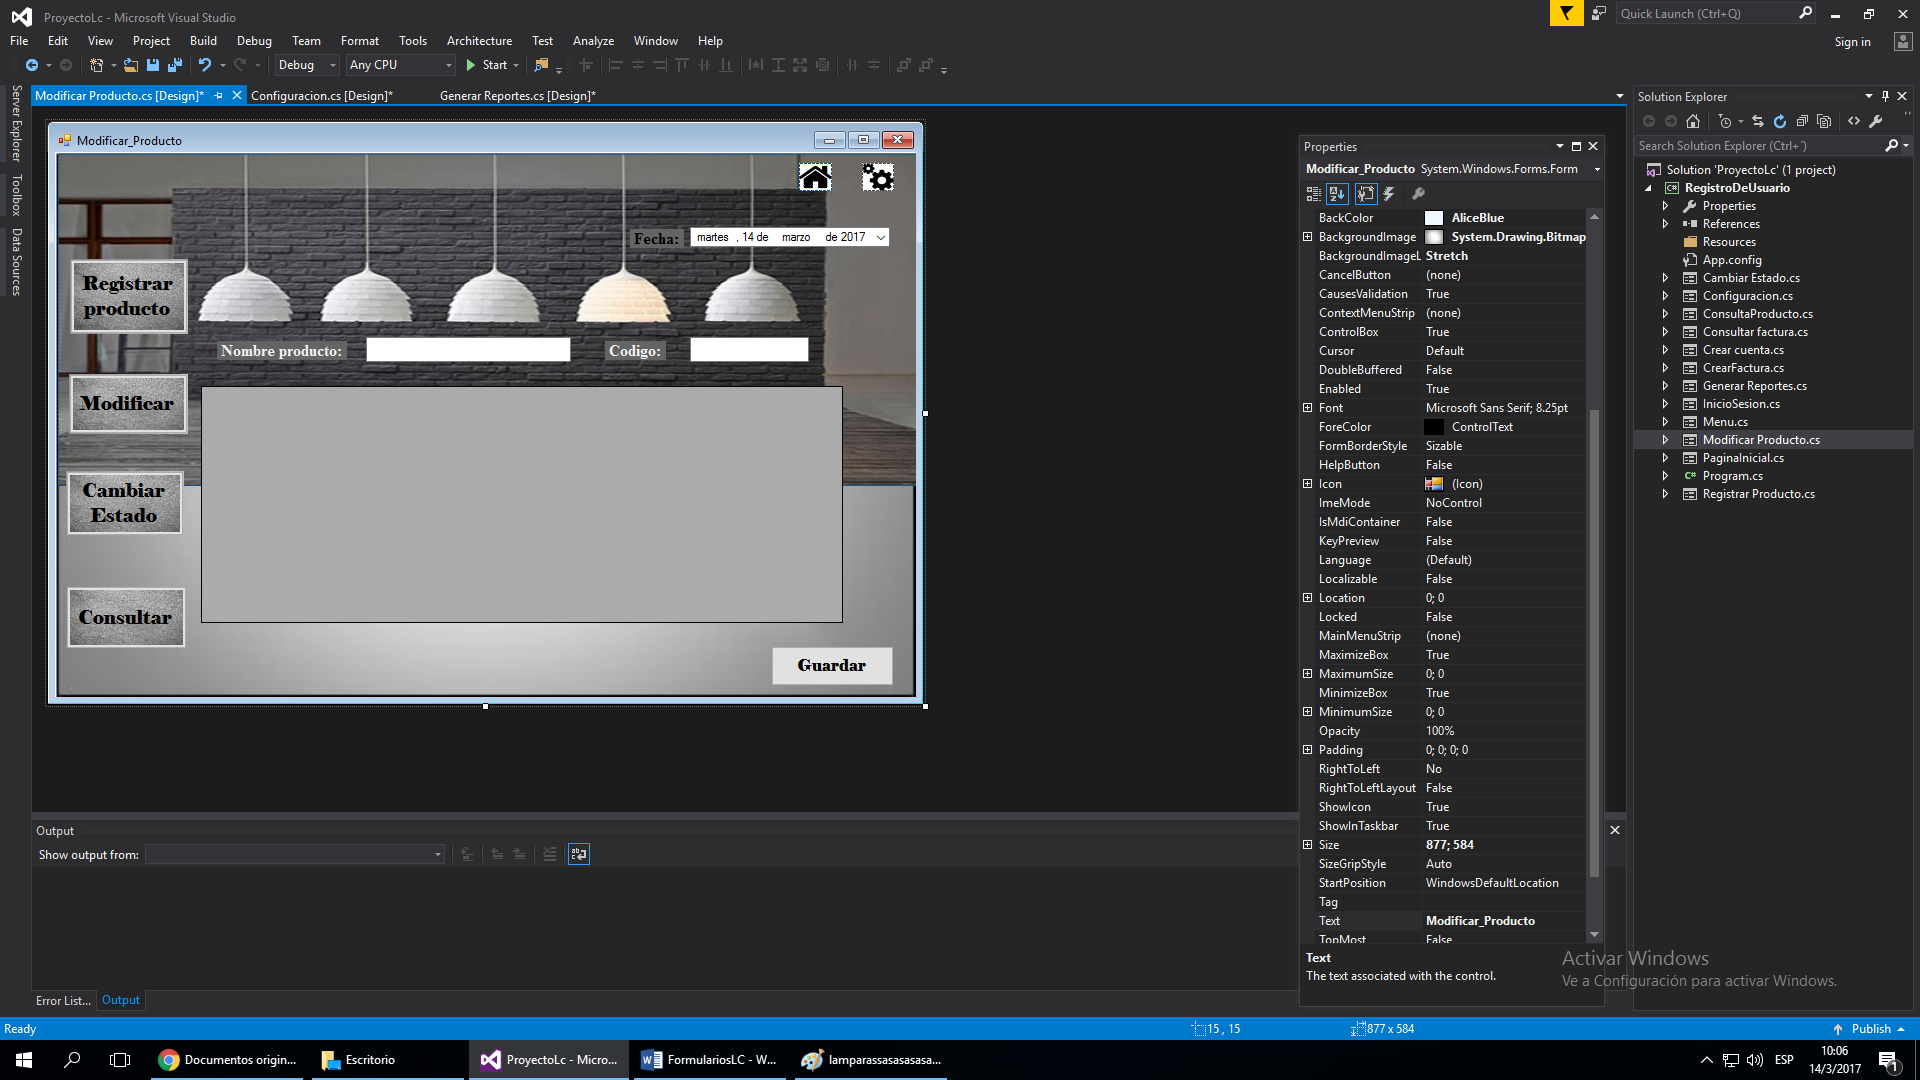 ProyectoLc - Microsoft Visual Studio
Quick Launch (Ctrl+Q)
File Edit View Project Build Debug Team Format Tools Architecture Test Analyze Window Help
Sign in
Debug Any CPU Start
Server Explorer
Toolbox
Data Sources
Modificar Producto.cs [Design]* Configuracion.cs [Design]* Generar Reportes.cs [Design]*
Modificar_Producto
Fecha: martes , 14 de marzo de 2017
Registrar
producto
Nombre producto: Codigo:
Modificar
Cambiar
Estado
Consultar
Guardar
Properties
Modificar_Producto System.Windows.Forms.Form
BackColor AliceBlue
BackgroundImage System.Drawing.Bitmap
BackgroundImageL Stretch
CancelButton (none)
CausesValidation True
ContextMenuStrip (none)
ControlBox True
Cursor Default
DoubleBuffered False
Enabled True
Font Microsoft Sans Serif; 8.25pt
ForeColor ControlText
FormBorderStyle Sizable
HelpButton False
Icon (Icon)
ImeMode NoControl
IsMdiContainer False
KeyPreview False
Language (Default)
Localizable False
Location 0; 0
Locked False
MainMenuStrip (none)
MaximizeBox True
MaximumSize 0; 0
MinimizeBox True
MinimumSize 0; 0
Opacity 100%
Padding 0; 0; 0; 0
RightToLeft No
RightToLeftLayout False
ShowIcon True
ShowInTaskbar True
Size 877; 584
SizeGripStyle Auto
StartPosition WindowsDefaultLocation
Tag
Text Modificar_Producto
TopMost False
Text
The text associated with the control.
Solution Explorer
Search Solution Explorer (Ctrl+´)
Solution 'ProyectoLc' (1 project)
RegistroDeUsuario
Properties
References
Resources
App.config
Cambiar Estado.cs
Configuracion.cs
ConsultaProducto.cs
Consultar factura.cs
Crear cuenta.cs
CrearFactura.cs
Generar Reportes.cs
InicioSesion.cs
Menu.cs
Modificar Producto.cs
PaginaInicial.cs
Program.cs
Registrar Producto.cs
Output
Show output from:
Activar Windows
Ve a Configuración para activar Windows.
Error List... Output
Ready 15 , 15 877 x 584 Publish
Documentos origin... Escritorio ProyectoLc - Micro... FormulariosLC - W... lamparassasasasasa... ESP
10:06
14/3/2017
1